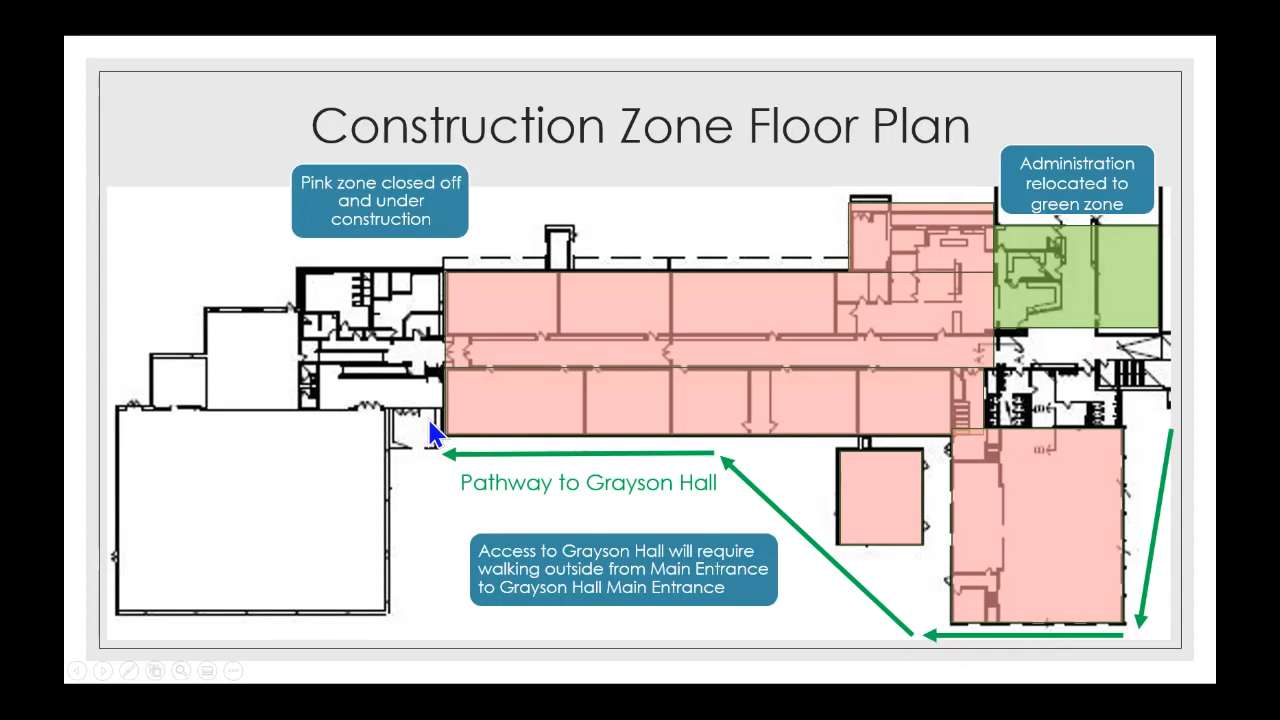 Construction Zone Floor Plan
Pink zone closed off
and under
construction
Administration
relocated to
green zone
Pathway to Grayson Hall
Access to Grayson Hall will require
walking outside from Main Entrance
to Grayson Hall Main Entrance